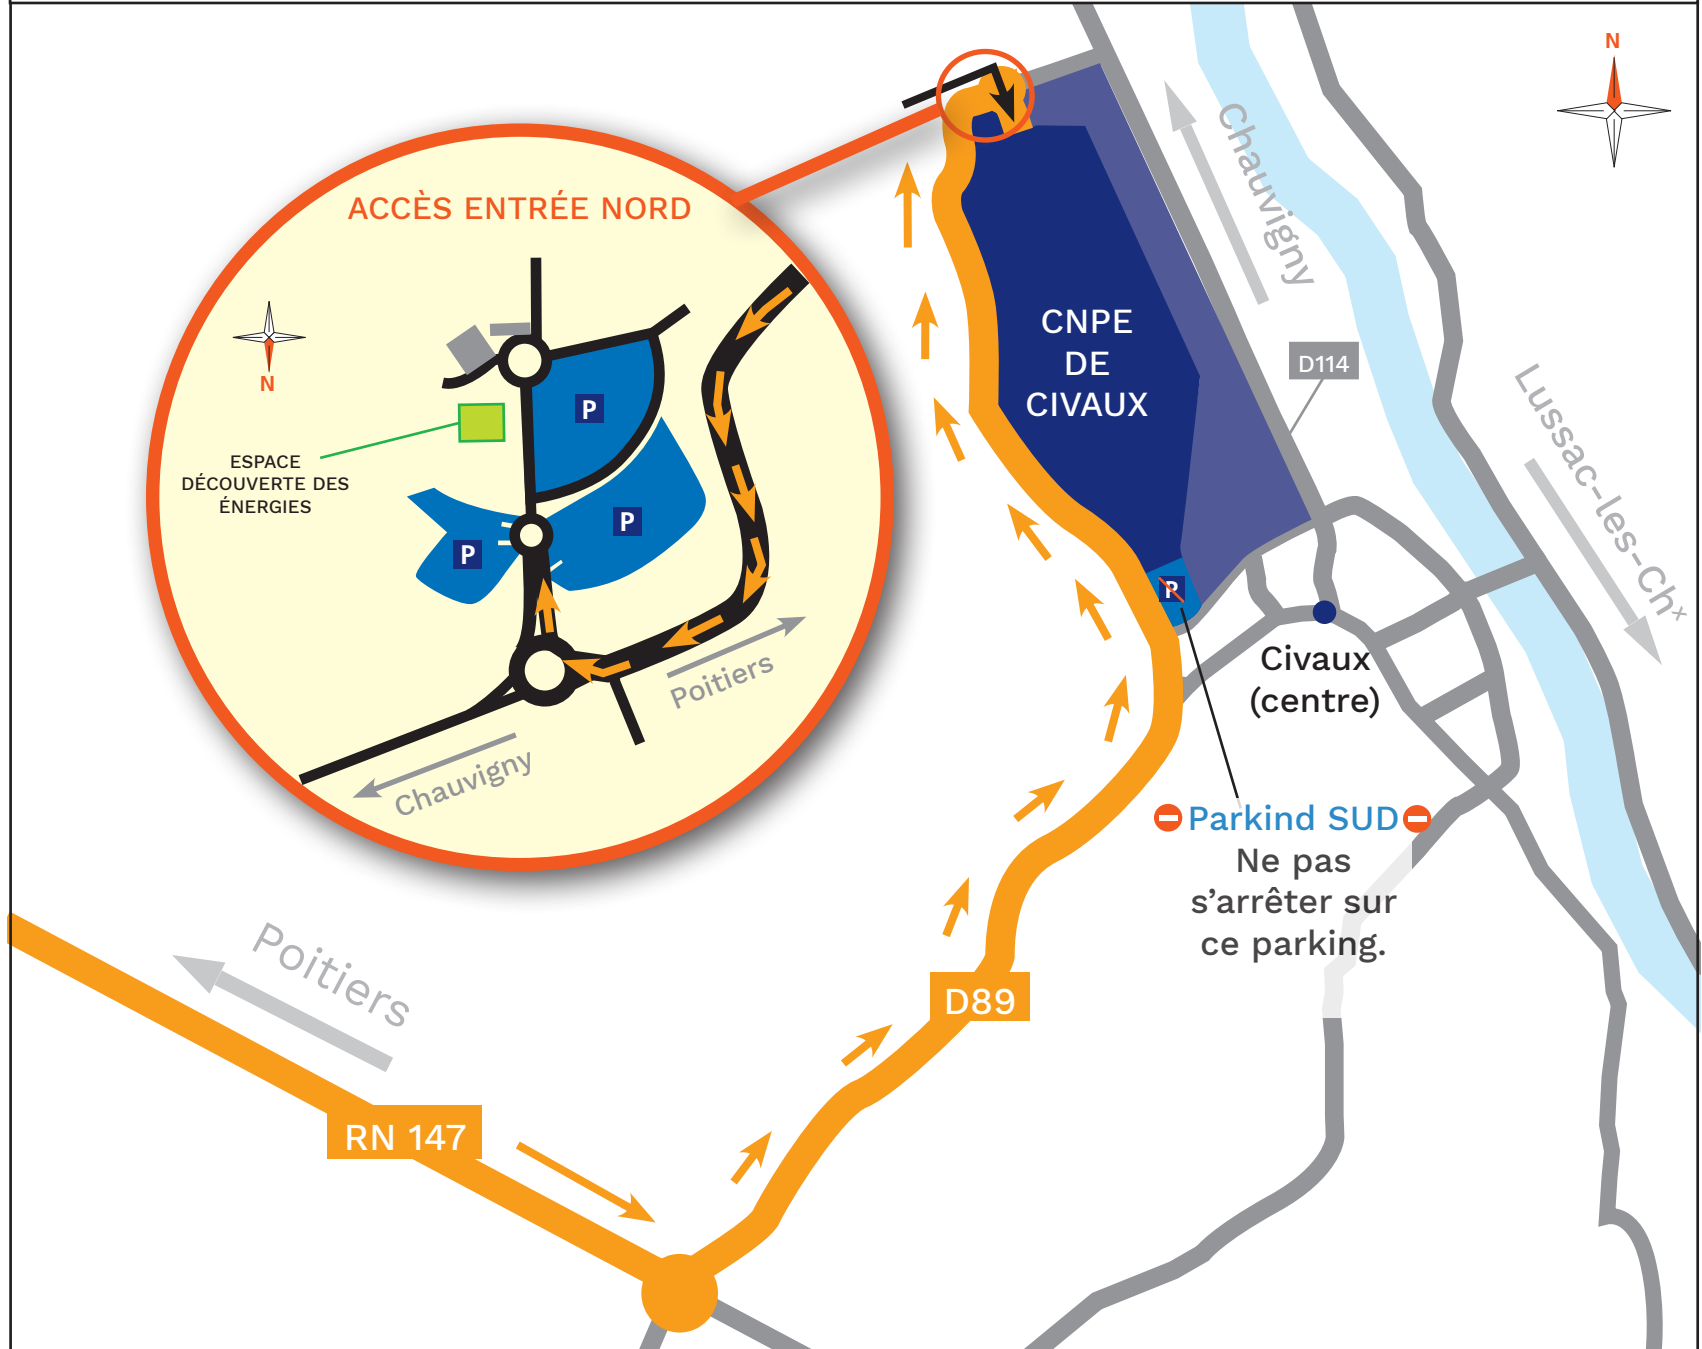 N
Chauvigny
ACCÈS ENTRÉE NORD
CNPE
DE
CIVAUX
D114
Lussac-les-Chˣ
N
P
ESPACE
DÉCOUVERTE DES
ÉNERGIES
P
P
P
Civaux
(centre)
Poitiers
Chauvigny
Parkind SUD
Ne pas
s’arrêter sur
ce parking.
Poitiers
D89
RN 147